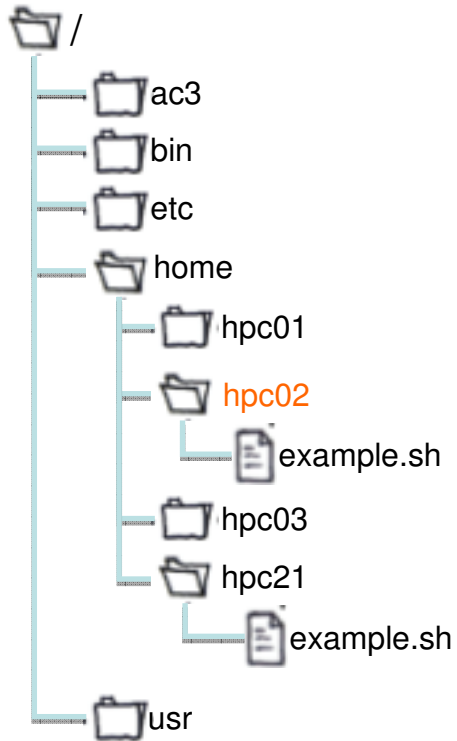 /
ac3
bin
etc
home
hpc01
hpc02
example.sh
hpc03
hpc21
example.sh
usr